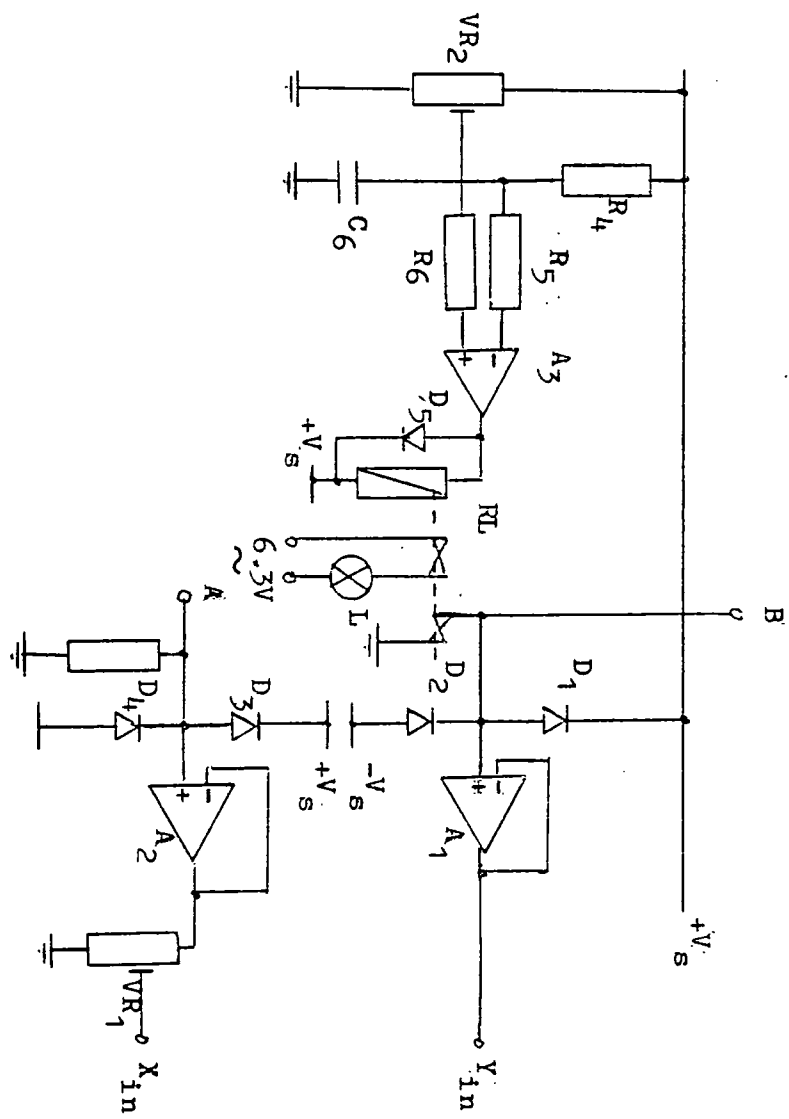 VR2
R4
C6
R5
R6
A3
D5
+Vs
RL
6.3V
~
L
B
A
D1
D2
D3
D4
+Vs
-Vs
+
-
A1
+
-
A2
+
-
+Vs
VR1
Yin
Xin